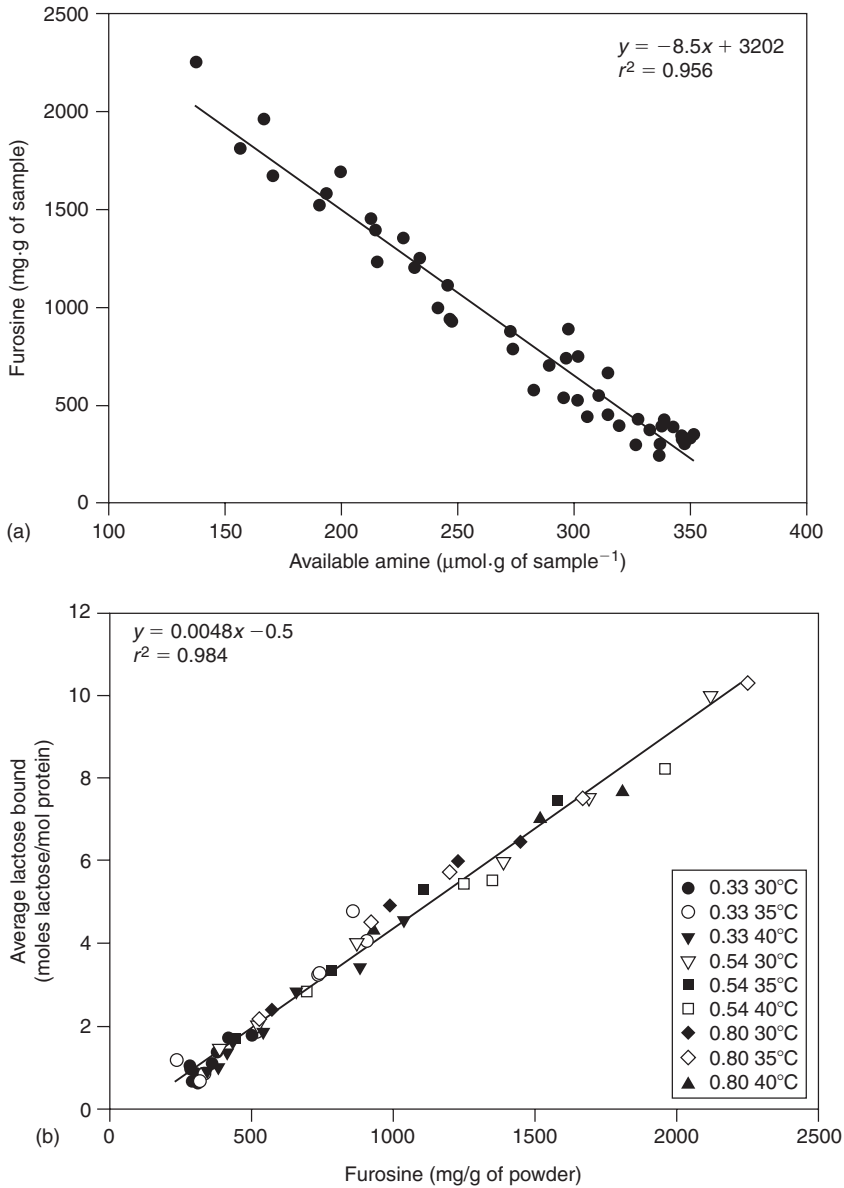 2500
y = −8.5x + 3202
r² = 0.956
2000
1500
1000
500
0
Furosine (mg·g of sample)
100 150 200 250 300 350 400
(a)
Available amine (μmol·g of sample⁻¹)
12
y = 0.0048x −0.5
r² = 0.984
10
8
6
4
2
0
Average lactose bound
(moles lactose/mol protein)
0.33 30°C
0.33 35°C
0.33 40°C
0.54 30°C
0.54 35°C
0.54 40°C
0.80 30°C
0.80 35°C
0.80 40°C
(b)
0 500 1000 1500 2000 2500
Furosine (mg/g of powder)